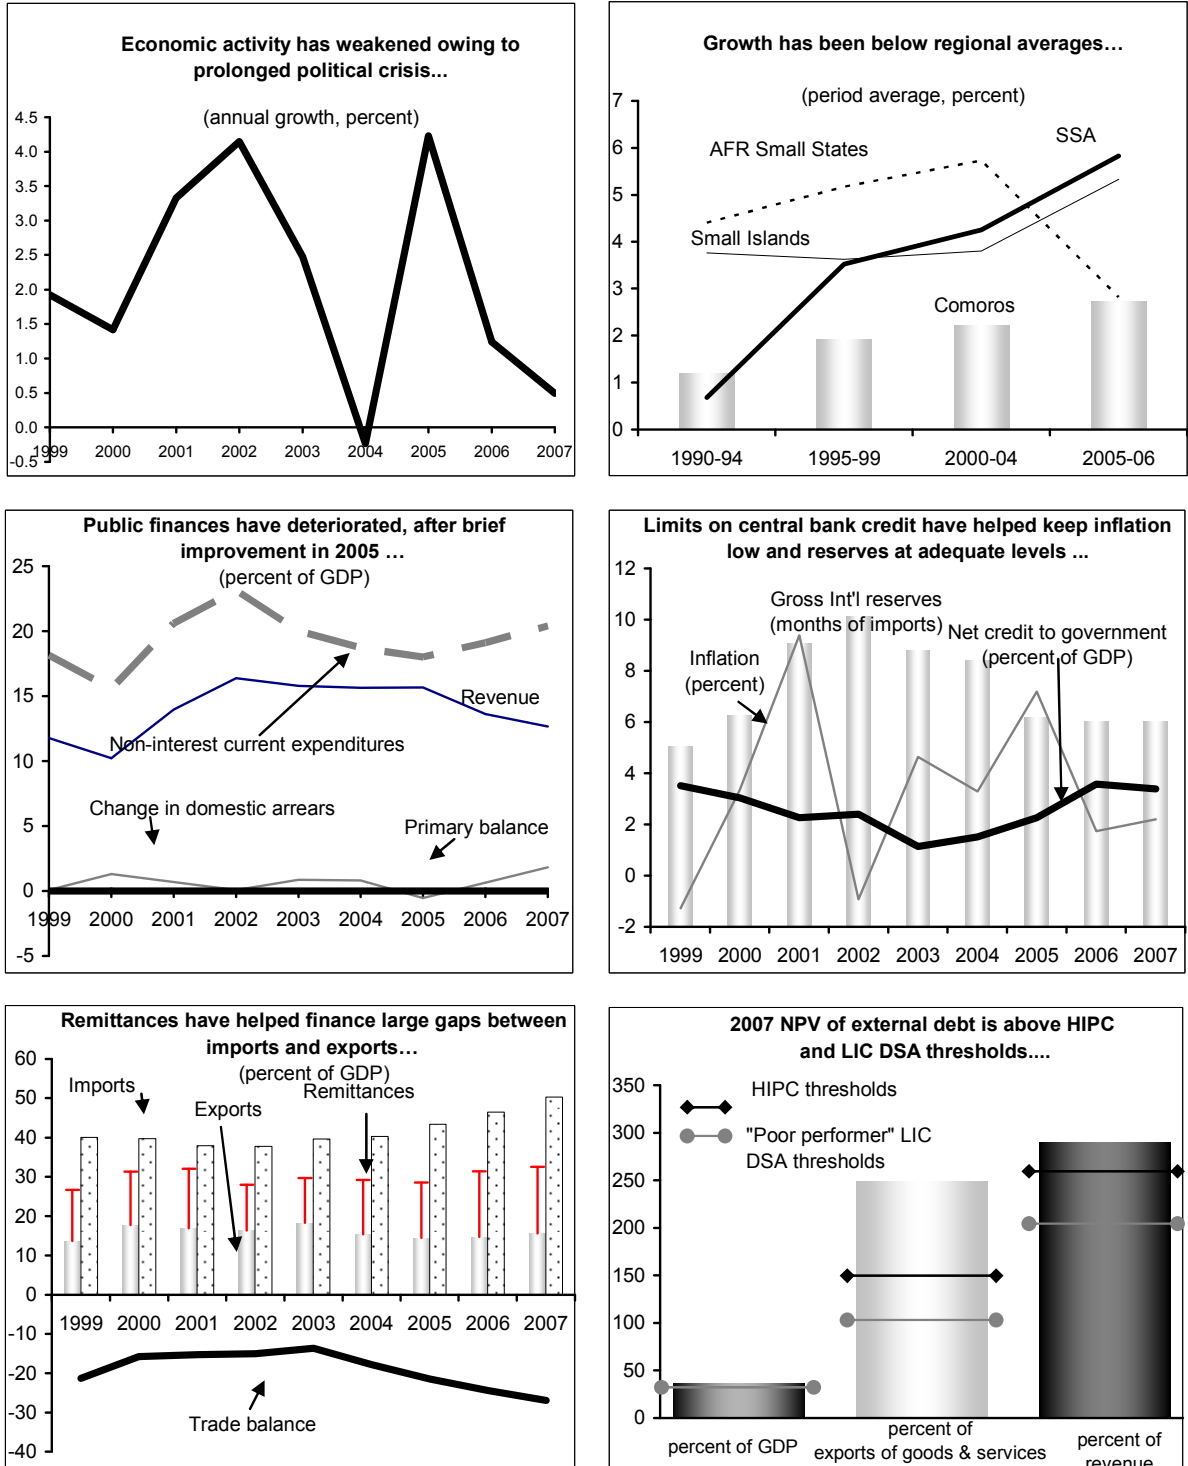 Economic activity has weakened owing to
prolonged political crisis...
(annual growth, percent)
4.5
4.0
3.5
3.0
2.5
2.0
1.5
1.0
0.5
0.0
-0.5
1999 2000 2001 2002 2003 2004 2005 2006 2007
Growth has been below regional averages…
(period average, percent)
7
6
5
4
3
2
1
0
SSA
AFR Small States
Small Islands
Comoros
1990-94 1995-99 2000-04 2005-06
Public finances have deteriorated, after brief
improvement in 2005 …
(percent of GDP)
25
20
15
10
5
0
-5
Revenue
Non-interest current expenditures
Change in domestic arrears
Primary balance
1999 2000 2001 2002 2003 2004 2005 2006 2007
Limits on central bank credit have helped keep inflation
low and reserves at adequate levels ...
12
10
8
6
4
2
0
-2
Gross Int'l reserves
(months of imports)
Net credit to government
(percent of GDP)
Inflation
(percent)
1999 2000 2001 2002 2003 2004 2005 2006 2007
Remittances have helped finance large gaps between
imports and exports…
(percent of GDP)
60
50
40
30
20
10
0
-10
-20
-30
-40
Imports
Remittances
Exports
1999 2000 2001 2002 2003 2004 2005 2006 2007
Trade balance
2007 NPV of external debt is above HIPC
and LIC DSA thresholds....
350
300
250
200
150
100
50
0
HIPC thresholds
"Poor performer" LIC
DSA thresholds
percent of GDP
percent of
exports of goods & services
percent of
revenue